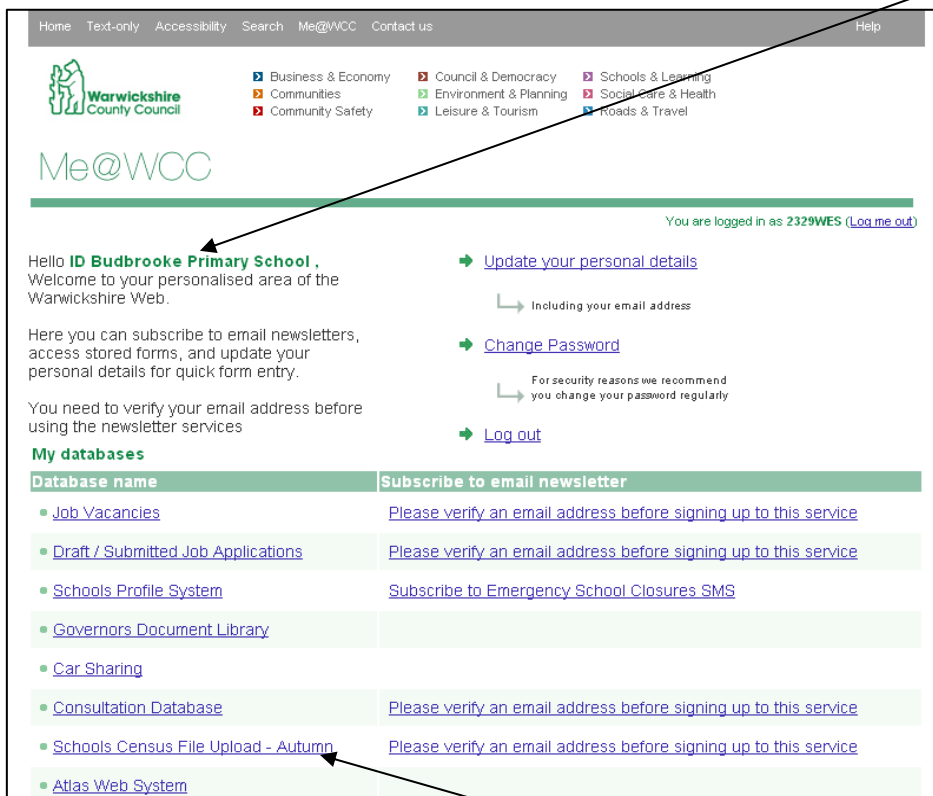 Home Text-only Accessibility Search Me@WCC Contact us Help
Warwickshire
County Council
Business & Economy Council & Democracy Schools & Learning
Communities Environment & Planning Social Care & Health
Community Safety Leisure & Tourism Roads & Travel
Me@WCC
You are logged in as 2329WES (Log me out)
Hello ID Budbrooke Primary School ,
Welcome to your personalised area of the
Warwickshire Web.
Here you can subscribe to email newsletters,
access stored forms, and update your
personal details for quick form entry.
You need to verify your email address before
using the newsletter services
Update your personal details
Including your email address
Change Password
For security reasons we recommend
you change your password regularly
Log out
My databases
Database name Subscribe to email newsletter
Job Vacancies Please verify an email address before signing up to this service
Draft / Submitted Job Applications Please verify an email address before signing up to this service
Schools Profile System Subscribe to Emergency School Closures SMS
Governors Document Library
Car Sharing
Consultation Database Please verify an email address before signing up to this service
Schools Census File Upload - Autumn Please verify an email address before signing up to this service
Atlas Web System